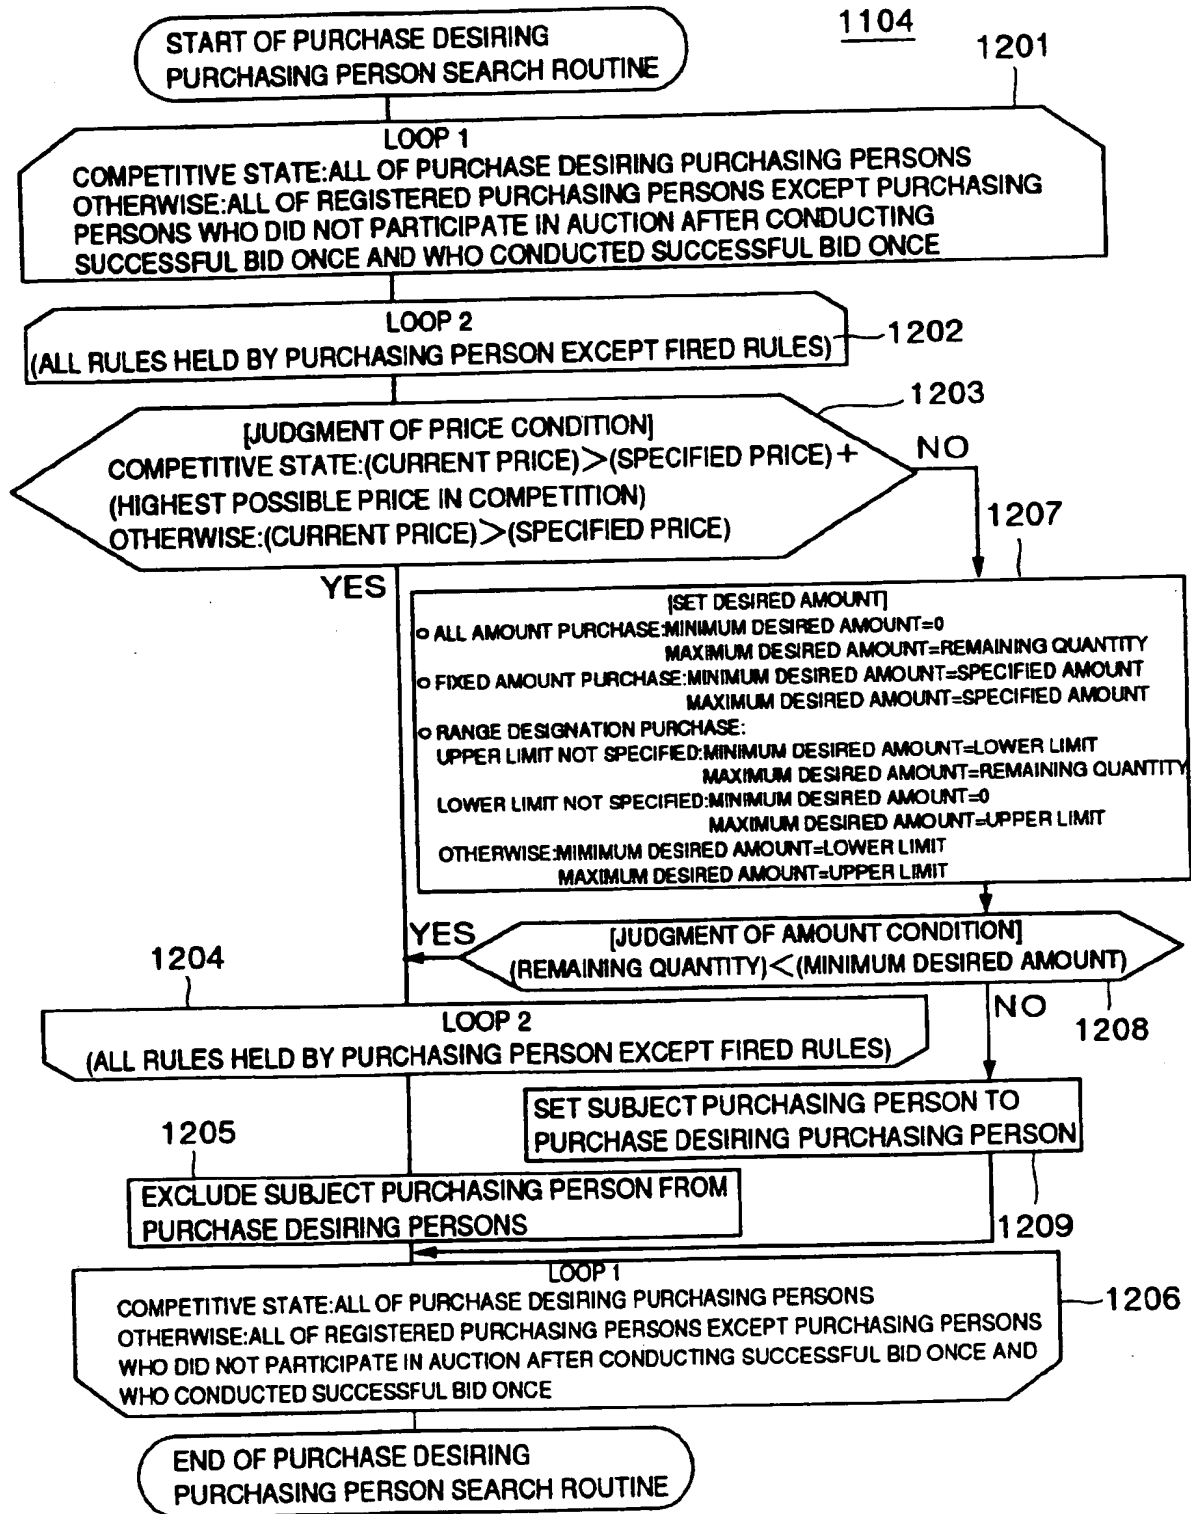 1104
START OF PURCHASE DESIRING
PURCHASING PERSON SEARCH ROUTINE
1201
LOOP 1
COMPETITIVE STATE:ALL OF PURCHASE DESIRING PURCHASING PERSONS
OTHERWISE:ALL OF REGISTERED PURCHASING PERSONS EXCEPT PURCHASING
PERSONS WHO DID NOT PARTICIPATE IN AUCTION AFTER CONDUCTING
SUCCESSFUL BID ONCE AND WHO CONDUCTED SUCCESSFUL BID ONCE
LOOP 2
(ALL RULES HELD BY PURCHASING PERSON EXCEPT FIRED RULES)
1202
1203
[JUDGMENT OF PRICE CONDITION]
COMPETITIVE STATE:(CURRENT PRICE)>(SPECIFIED PRICE)+
(HIGHEST POSSIBLE PRICE IN COMPETITION)
OTHERWISE:(CURRENT PRICE)>(SPECIFIED PRICE)
NO
YES
1207
[SET DESIRED AMOUNT]
○ ALL AMOUNT PURCHASE:MINIMUM DESIRED AMOUNT=0
MAXIMUM DESIRED AMOUNT=REMAINING QUANTITY
○ FIXED AMOUNT PURCHASE:MINIMUM DESIRED AMOUNT=SPECIFIED AMOUNT
MAXIMUM DESIRED AMOUNT=SPECIFIED AMOUNT
○ RANGE DESIGNATION PURCHASE:
UPPER LIMIT NOT SPECIFIED:MINIMUM DESIRED AMOUNT=LOWER LIMIT
MAXIMUM DESIRED AMOUNT=REMAINING QUANTITY
LOWER LIMIT NOT SPECIFIED:MINIMUM DESIRED AMOUNT=0
MAXIMUM DESIRED AMOUNT=UPPER LIMIT
OTHERWISE:MIMIMUM DESIRED AMOUNT=LOWER LIMIT
MAXIMUM DESIRED AMOUNT=UPPER LIMIT
YES
[JUDGMENT OF AMOUNT CONDITION]
(REMAINING QUANTITY)<(MINIMUM DESIRED AMOUNT)
1208
NO
1204
LOOP 2
(ALL RULES HELD BY PURCHASING PERSON EXCEPT FIRED RULES)
SET SUBJECT PURCHASING PERSON TO
PURCHASE DESIRING PURCHASING PERSON
1209
1205
EXCLUDE SUBJECT PURCHASING PERSON FROM
PURCHASE DESIRING PERSONS
LOOP 1
COMPETITIVE STATE:ALL OF PURCHASE DESIRING PURCHASING PERSONS
OTHERWISE:ALL OF REGISTERED PURCHASING PERSONS EXCEPT PURCHASING PERSONS
WHO DID NOT PARTICIPATE IN AUCTION AFTER CONDUCTING SUCCESSFUL BID ONCE AND
WHO CONDUCTED SUCCESSFUL BID ONCE
1206
END OF PURCHASE DESIRING
PURCHASING PERSON SEARCH ROUTINE